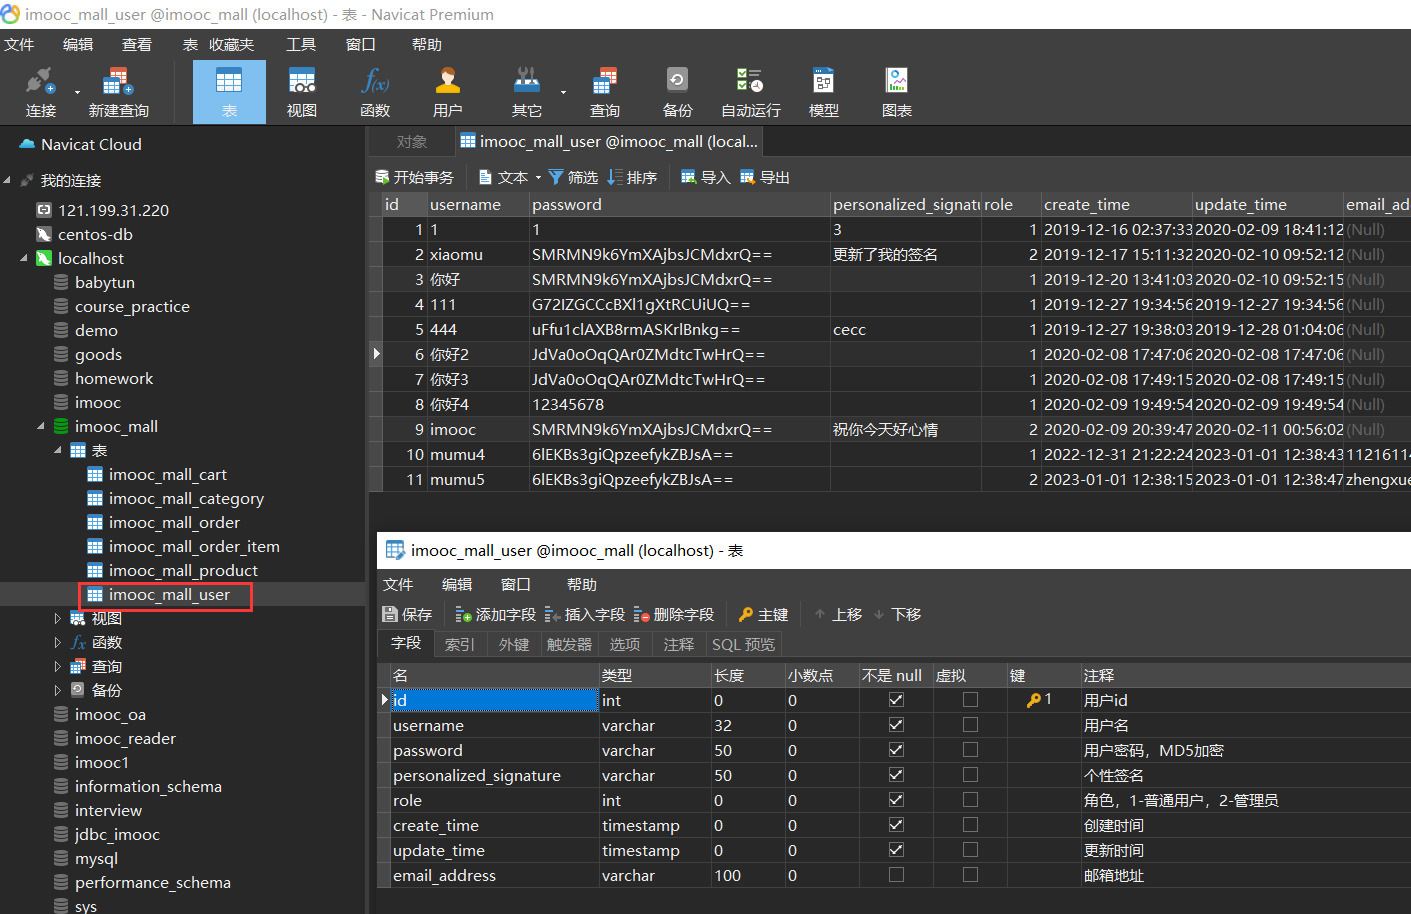 imooc_mall_user @imooc_mall (localhost) - 表 - Navicat Premium
文件 编辑 查看 表 收藏夹 工具 窗口 帮助
连接 新建查询 表 视图 函数 用户 其它 查询 备份 自动运行 模型 图表
Navicat Cloud
我的连接
121.199.31.220
centos-db
localhost
babytun
course_practice
demo
goods
homework
imooc
imooc_mall
表
imooc_mall_cart
imooc_mall_category
imooc_mall_order
imooc_mall_order_item
imooc_mall_product
imooc_mall_user
视图
函数
查询
备份
imooc_oa
imooc_reader
imooc1
information_schema
interview
jdbc_imooc
mysql
performance_schema
sys
对象 imooc_mall_user @imooc_mall (local...
开始事务 文本 筛选 排序 导入 导出
id username password personalized_signatu role create_time update_time email_ad
1 1 1 3 1 2019-12-16 02:37:33 2020-02-09 18:41:12 (Null)
2 xiaomu SMRMN9k6YmXAjbsJCMdxrQ== 更新了我的签名 2 2019-12-17 15:11:32 2020-02-10 09:52:12 (Null)
3 你好 SMRMN9k6YmXAjbsJCMdxrQ== 1 2019-12-20 13:41:03 2020-02-10 09:52:15 (Null)
4 111 G72IZGCCcBXl1gXtRCUiUQ== 1 2019-12-27 19:34:56 2019-12-27 19:34:56 (Null)
5 444 uFfu1clAXB8rmASKrlBnkg== cecc 1 2019-12-27 19:38:03 2019-12-28 01:04:06 (Null)
6 你好2 JdVa0oOqQAr0ZMdtcTwHrQ== 1 2020-02-08 17:47:06 2020-02-08 17:47:06 (Null)
7 你好3 JdVa0oOqQAr0ZMdtcTwHrQ== 1 2020-02-08 17:49:15 2020-02-08 17:49:15 (Null)
8 你好4 12345678 1 2020-02-09 19:49:54 2020-02-09 19:49:54 (Null)
9 imooc SMRMN9k6YmXAjbsJCMdxrQ== 祝你今天好心情 2 2020-02-09 20:39:47 2020-02-11 00:56:02 (Null)
10 mumu4 6lEKBs3giQpzeefykZBJsA== 1 2022-12-31 21:22:24 2023-01-01 12:38:43 11216114
11 mumu5 6lEKBs3giQpzeefykZBJsA== 2 2023-01-01 12:38:15 2023-01-01 12:38:47 zhengxue
imooc_mall_user @imooc_mall (localhost) - 表
文件 编辑 窗口 帮助
保存 添加字段 插入字段 删除字段 主键 上移 下移
字段 索引 外键 触发器 选项 注释 SQL 预览
名 类型 长度 小数点 不是 null 虚拟 键 注释
id int 0 0 1 用户id
username varchar 32 0 用户名
password varchar 50 0 用户密码，MD5加密
personalized_signature varchar 50 0 个性签名
role int 0 0 角色，1-普通用户，2-管理员
create_time timestamp 0 0 创建时间
update_time timestamp 0 0 更新时间
email_address varchar 100 0 邮箱地址